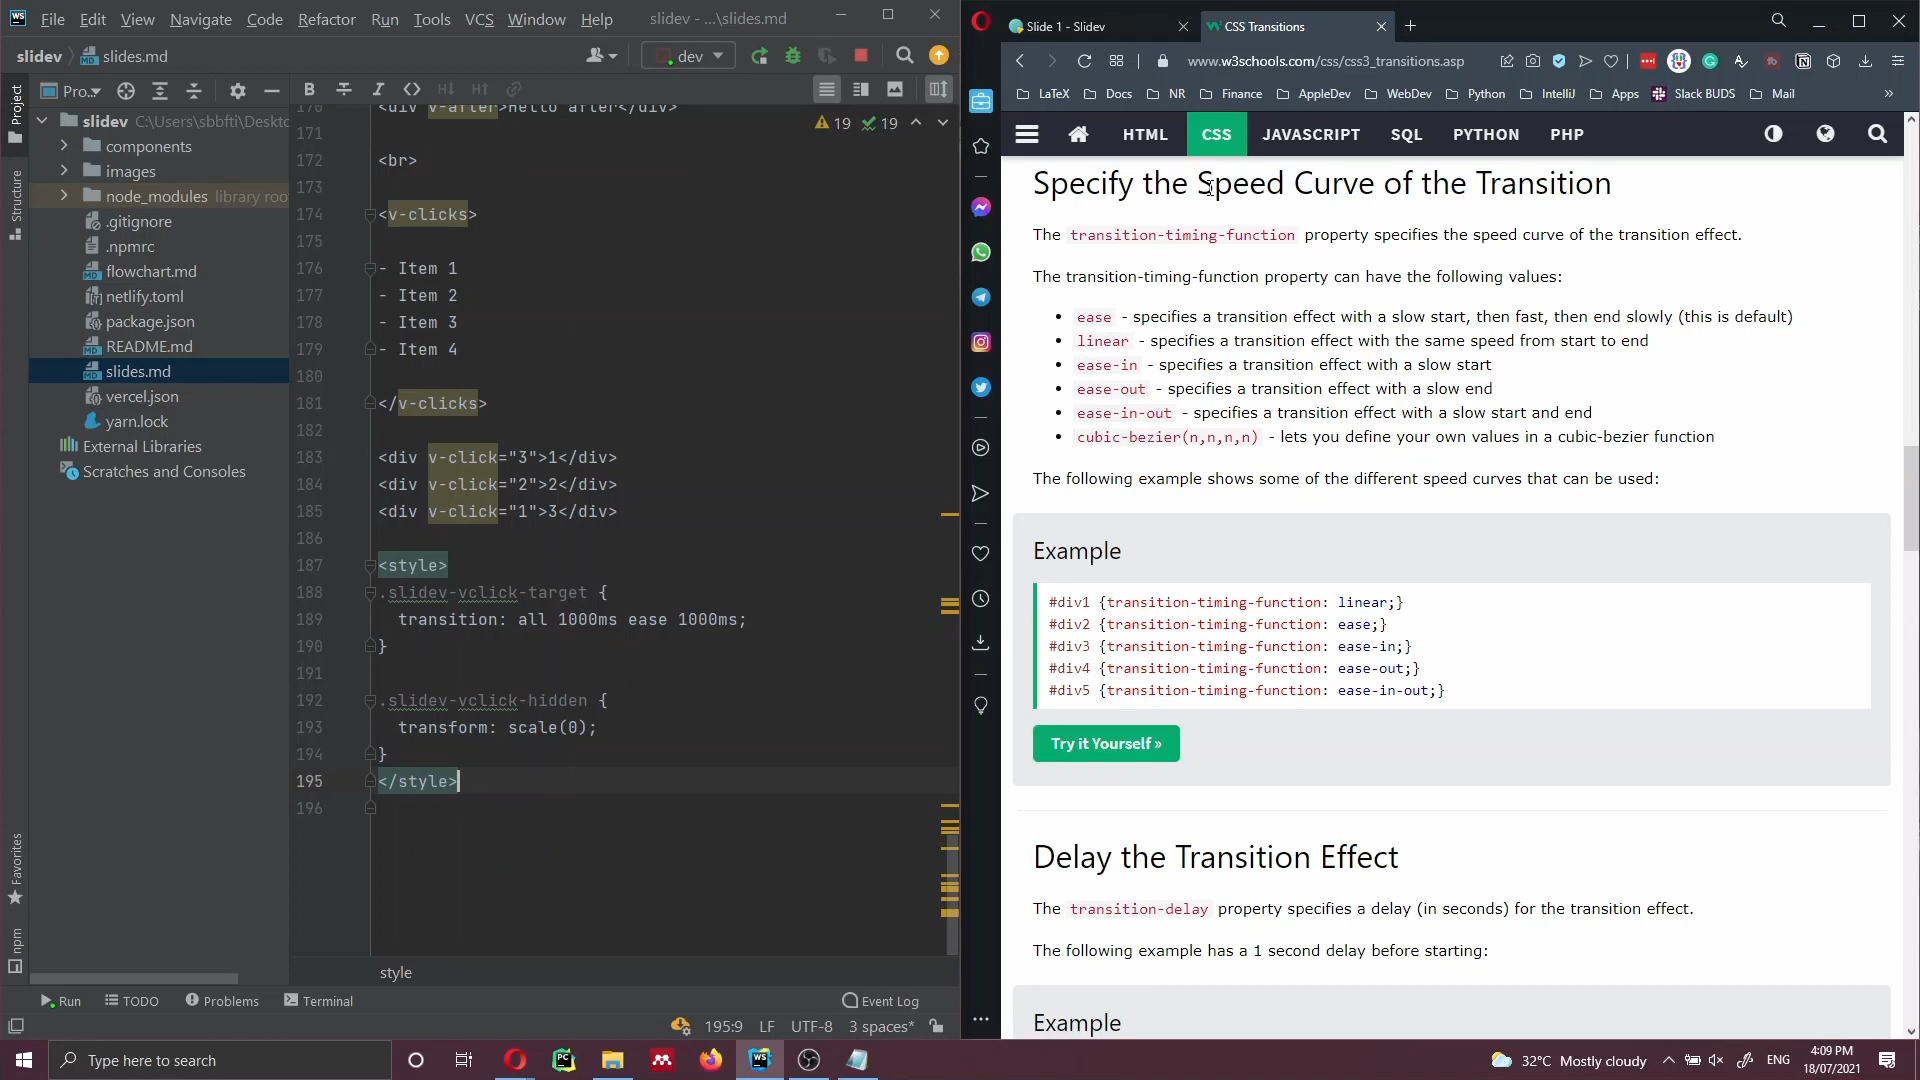 File Edit View Navigate Code Refactor Run Tools VCS Window Help slidev - ...\slides.md
slidev slides.md dev
Project
Pro...
slidev C:\Users\sbbfti\Deskto
components
images
node_modules library roo
.gitignore
.npmrc
flowchart.md
netlify.toml
package.json
README.md
slides.md
vercel.json
yarn.lock
External Libraries
Scratches and Consoles
Structure
Favorites
npm
19 19
170 <div v-after>Hello after</div>
171
172 <br>
173
174 <v-clicks>
175
176 - Item 1
177 - Item 2
178 - Item 3
179 - Item 4
180
181 </v-clicks>
182
183 <div v-click="3">1</div>
184 <div v-click="2">2</div>
185 <div v-click="1">3</div>
186
187 <style>
188 .slidev-vclick-target {
189 transition: all 1000ms ease 1000ms;
190 }
191
192 .slidev-vclick-hidden {
193 transform: scale(0);
194 }
195 </style>
196
style
Run TODO Problems Terminal Event Log
195:9 LF UTF-8 3 spaces*
Slide 1 - Slidev CSS Transitions
www.w3schools.com/css/css3_transitions.asp
LaTeX Docs NR Finance AppleDev WebDev Python IntelliJ Apps Slack BUDS Mail
HTML CSS JAVASCRIPT SQL PYTHON PHP
Specify the Speed Curve of the Transition
The transition-timing-function property specifies the speed curve of the transition effect.
The transition-timing-function property can have the following values:
• ease - specifies a transition effect with a slow start, then fast, then end slowly (this is default)
• linear - specifies a transition effect with the same speed from start to end
• ease-in - specifies a transition effect with a slow start
• ease-out - specifies a transition effect with a slow end
• ease-in-out - specifies a transition effect with a slow start and end
• cubic-bezier(n,n,n,n) - lets you define your own values in a cubic-bezier function
The following example shows some of the different speed curves that can be used:
Example
#div1 {transition-timing-function: linear;}
#div2 {transition-timing-function: ease;}
#div3 {transition-timing-function: ease-in;}
#div4 {transition-timing-function: ease-out;}
#div5 {transition-timing-function: ease-in-out;}
Try it Yourself »
Delay the Transition Effect
The transition-delay property specifies a delay (in seconds) for the transition effect.
The following example has a 1 second delay before starting:
Example
Type here to search
32°C Mostly cloudy ENG
4:09 PM
18/07/2021